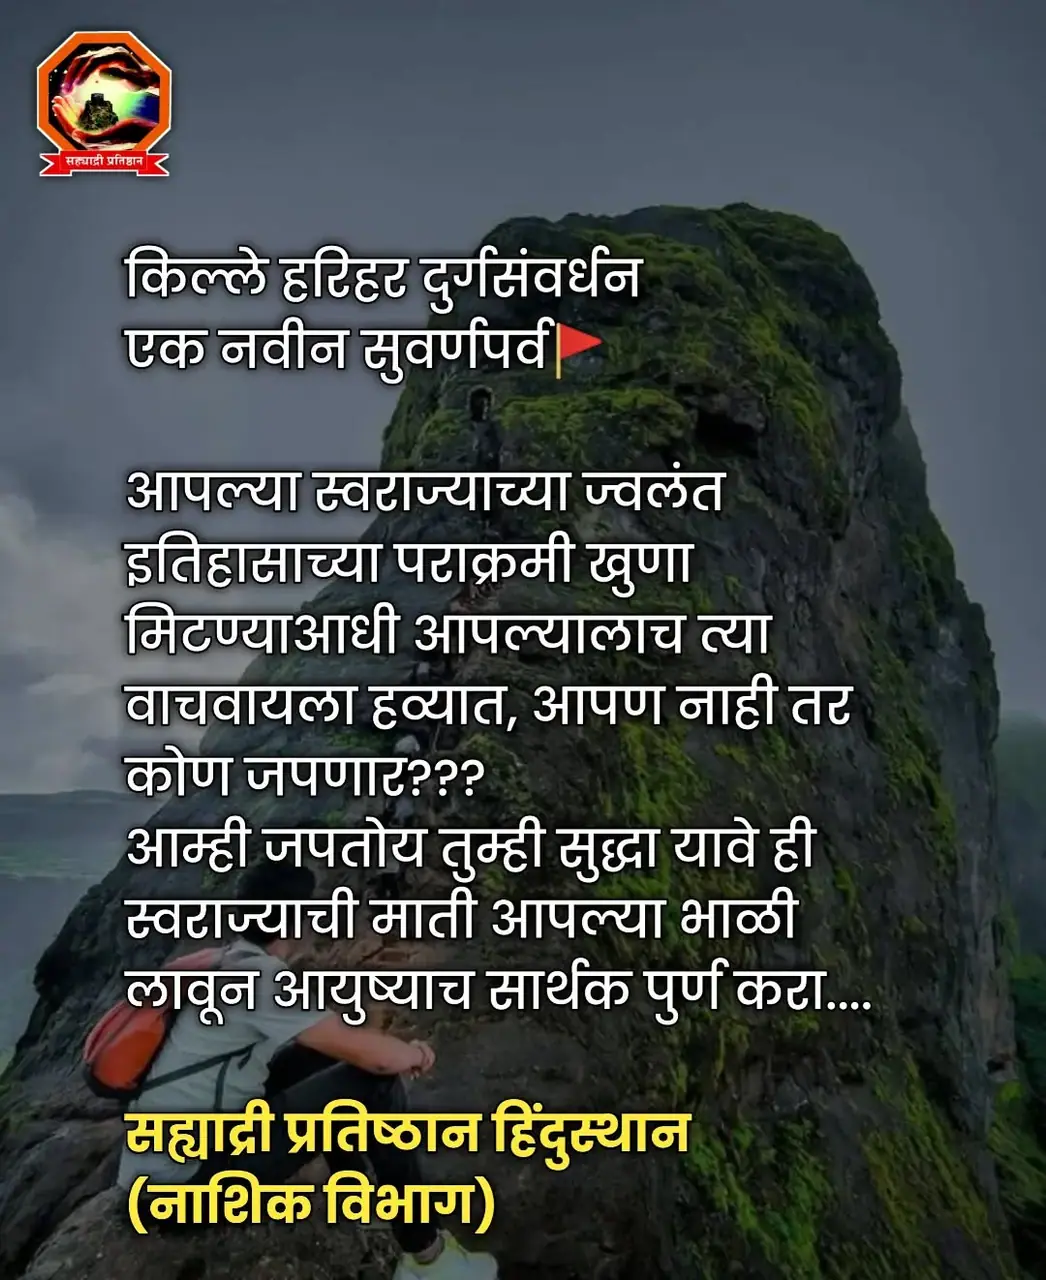 सह्याद्री प्रतिष्ठान
किल्ले हरिहर दुर्गसंवर्धन
एक नवीन सुवर्णपर्व🚩
आपल्या स्वराज्याच्या ज्वलंत
इतिहासाच्या पराक्रमी खुणा
मिटण्याआधी आपल्यालाच त्या
वाचवायला हव्यात, आपण नाही तर
कोण जपणार???
आम्ही जपतोय तुम्ही सुद्धा यावे ही
स्वराज्याची माती आपल्या भाळी
लावून आयुष्याच सार्थक पुर्ण करा....
सह्याद्री प्रतिष्ठान हिंदुस्थान
(नाशिक विभाग)